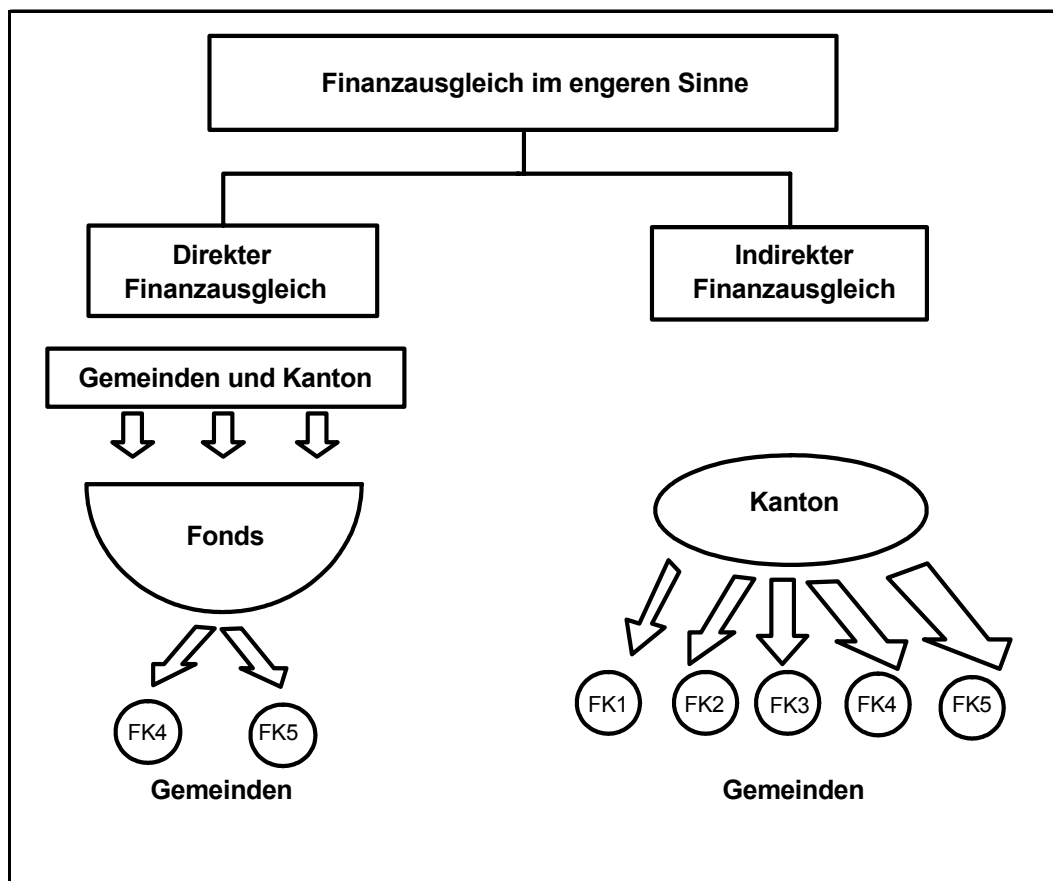 Finanzausgleich im engeren Sinne
Direkter
Finanzausgleich
Indirekter
Finanzausgleich
Gemeinden und Kanton
Fonds
Kanton
FK4
FK5
Gemeinden
FK1
FK2
FK3
FK4
FK5
Gemeinden